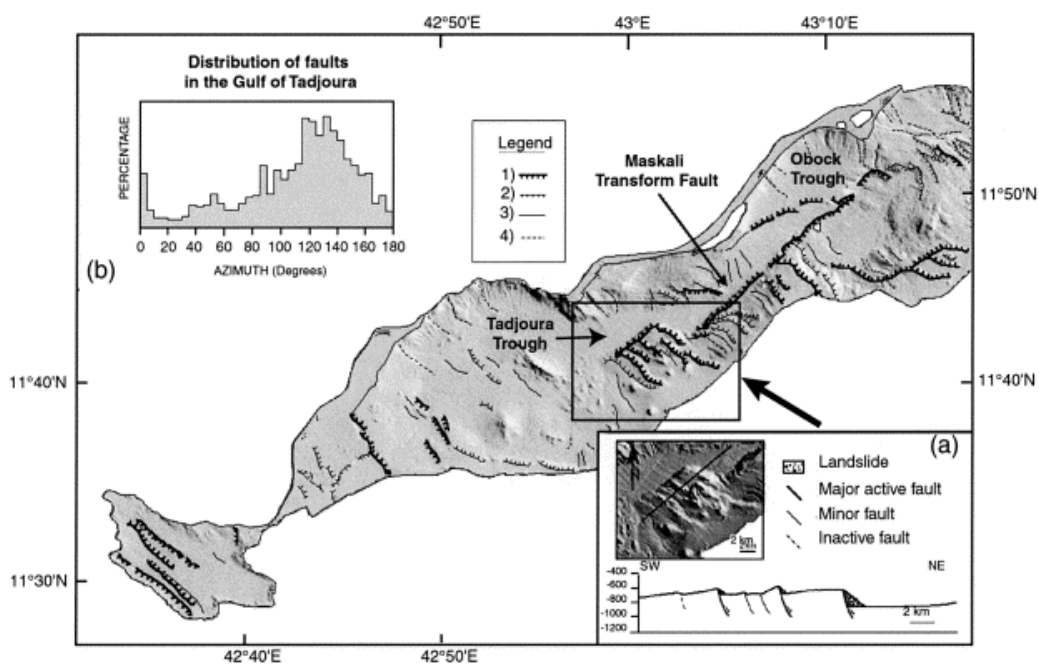 42°50'E
43°E
43°10'E
Distribution of faults
in the Gulf of Tadjoura
PERCENTAGE
0 20 40 60 80 100 120 140 160 180
AZIMUTH (Degrees)
(b)
Legend
1)
2)
3)
4)
Maskali
Transform Fault
Obock
Trough
11°50'N
Tadjoura
Trough
11°40'N
11°40'N
(a)
Landslide
Major active fault
Minor fault
Inactive fault
2 km
SW
NE
-400
-600
-800
-1000
-1200
2 km
11°30'N
11°30'N
42°40'E
42°50'E